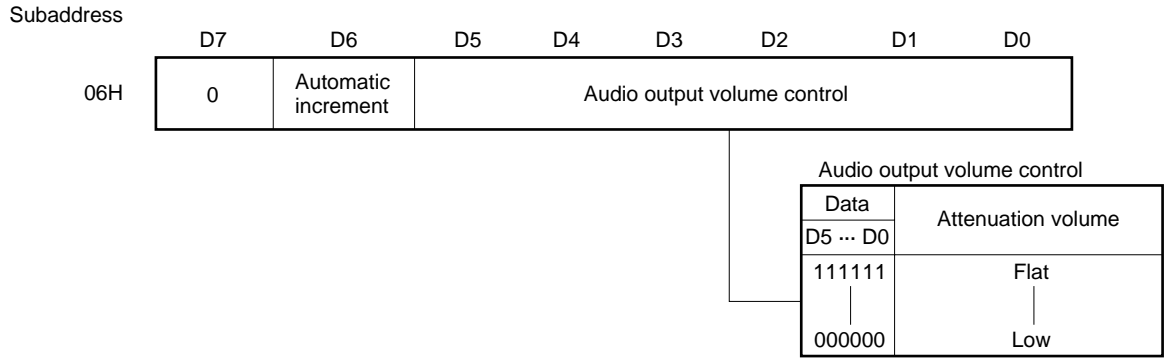 Subaddress
D7 D6 D5 D4 D3 D2 D1 D0
06H 0 Automatic increment Audio output volume control
Audio output volume control
Data Attenuation volume
D5 ··· D0
111111 Flat
000000 Low